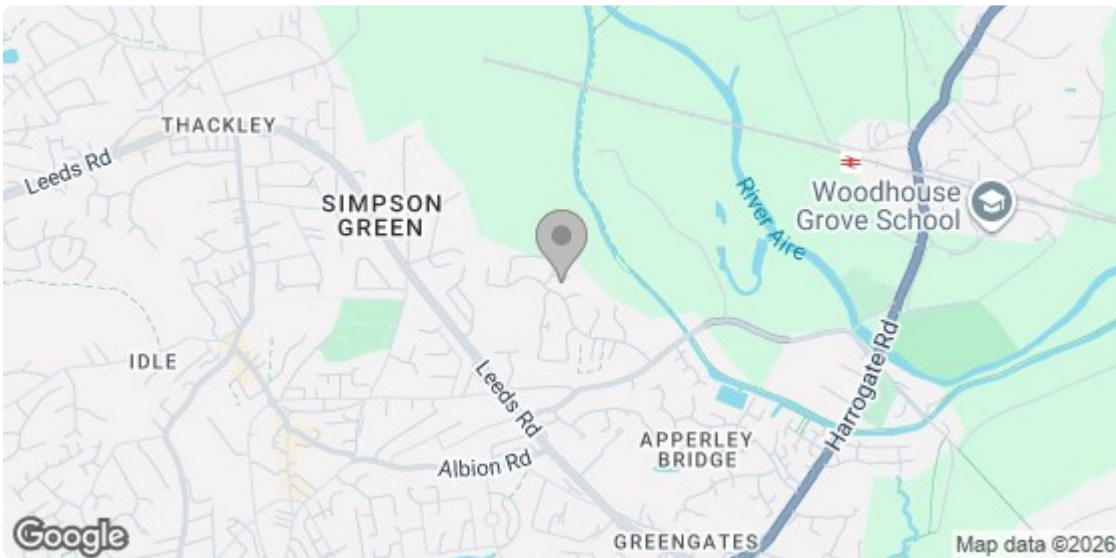 THACKLEY
Leeds Rd
SIMPSON
GREEN
Woodhouse
Grove School
River Aire
IDLE
Leeds Rd
Harrogate Rd
APPERLEY
BRIDGE
Albion Rd
GREENGATES
Google
Map data ©2026